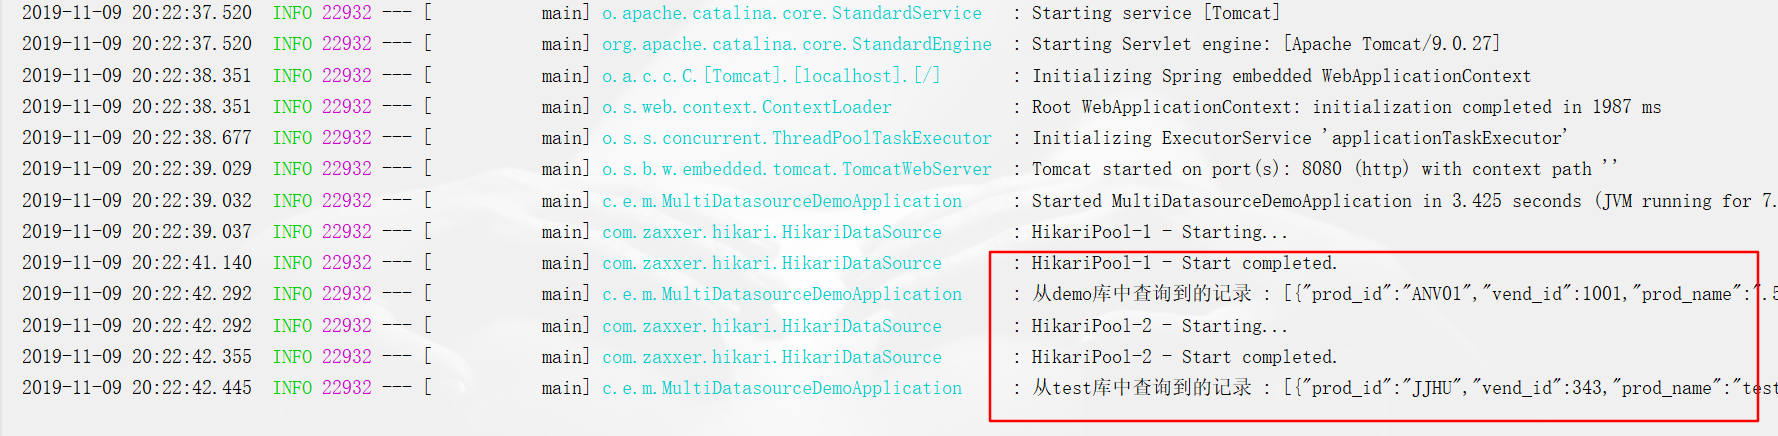 2019-11-09 20:22:37.520  INFO 22932 --- [           main] o.apache.catalina.core.StandardService   : Starting service [Tomcat]
2019-11-09 20:22:37.520  INFO 22932 --- [           main] org.apache.catalina.core.StandardEngine  : Starting Servlet engine: [Apache Tomcat/9.0.27]
2019-11-09 20:22:38.351  INFO 22932 --- [           main] o.a.c.c.C.[Tomcat].[localhost].[/]       : Initializing Spring embedded WebApplicationContext
2019-11-09 20:22:38.351  INFO 22932 --- [           main] o.s.web.context.ContextLoader            : Root WebApplicationContext: initialization completed in 1987 ms
2019-11-09 20:22:38.677  INFO 22932 --- [           main] o.s.s.concurrent.ThreadPoolTaskExecutor  : Initializing ExecutorService 'applicationTaskExecutor'
2019-11-09 20:22:39.029  INFO 22932 --- [           main] o.s.b.w.embedded.tomcat.TomcatWebServer  : Tomcat started on port(s): 8080 (http) with context path ''
2019-11-09 20:22:39.032  INFO 22932 --- [           main] c.e.m.MultiDatasourceDemoApplication     : Started MultiDatasourceDemoApplication in 3.425 seconds (JVM running for 7.
2019-11-09 20:22:39.037  INFO 22932 --- [           main] com.zaxxer.hikari.HikariDataSource       : HikariPool-1 - Starting...
2019-11-09 20:22:41.140  INFO 22932 --- [           main] com.zaxxer.hikari.HikariDataSource       : HikariPool-1 - Start completed.
2019-11-09 20:22:42.292  INFO 22932 --- [           main] c.e.m.MultiDatasourceDemoApplication     : 从demo库中查询到的记录 : [{"prod_id":"ANV01","vend_id":1001,"prod_name":".5
2019-11-09 20:22:42.292  INFO 22932 --- [           main] com.zaxxer.hikari.HikariDataSource       : HikariPool-2 - Starting...
2019-11-09 20:22:42.355  INFO 22932 --- [           main] com.zaxxer.hikari.HikariDataSource       : HikariPool-2 - Start completed.
2019-11-09 20:22:42.445  INFO 22932 --- [           main] c.e.m.MultiDatasourceDemoApplication     : 从test库中查询到的记录 : [{"prod_id":"JJHU","vend_id":343,"prod_name":"test